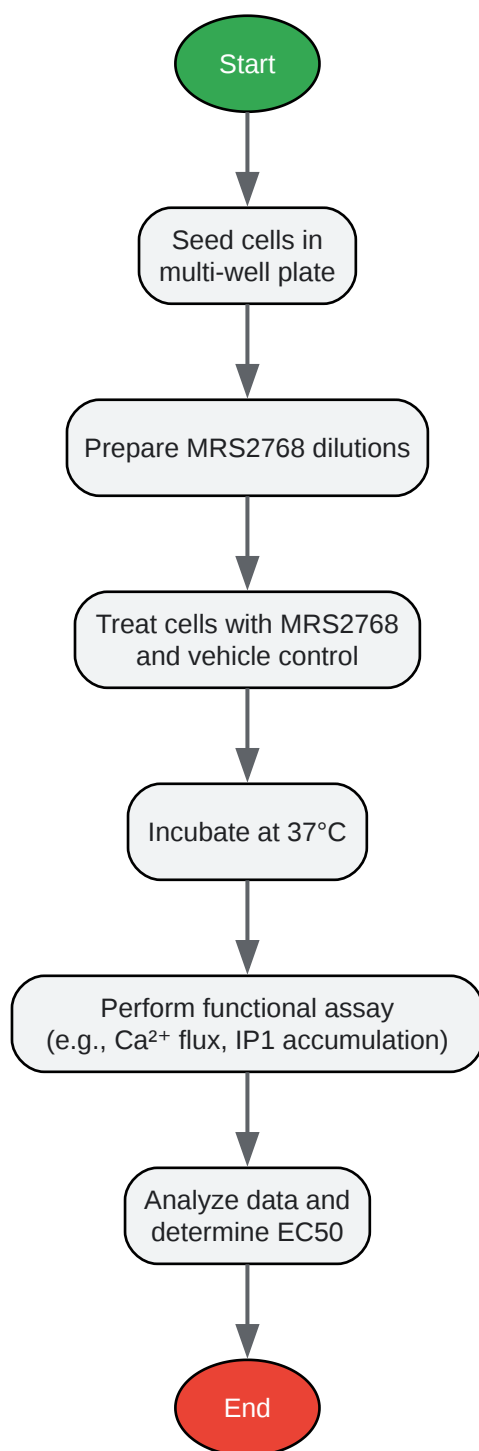 Start
Seed cells in
multi-well plate
Prepare MRS2768 dilutions
Treat cells with MRS2768
and vehicle control
Incubate at 37°C
Perform functional assay
(e.g., Ca²⁺ flux, IP1 accumulation)
Analyze data and
determine EC50
End